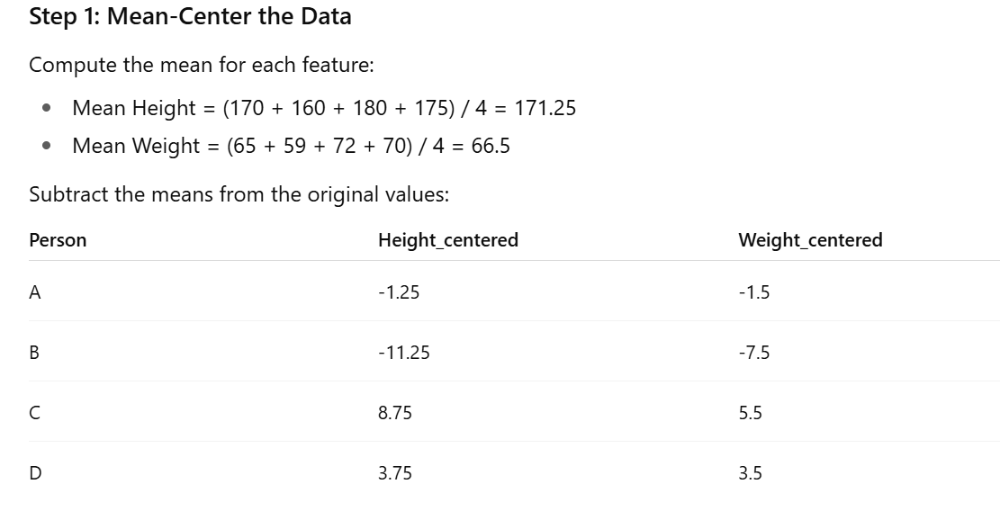 Step 1: Mean-Center the Data
Compute the mean for each feature:
• Mean Height = (170 + 160 + 180 + 175) / 4 = 171.25
• Mean Weight = (65 + 59 + 72 + 70) / 4 = 66.5
Subtract the means from the original values:
Person Height_centered Weight_centered
A -1.25 -1.5
B -11.25 -7.5
C 8.75 5.5
D 3.75 3.5